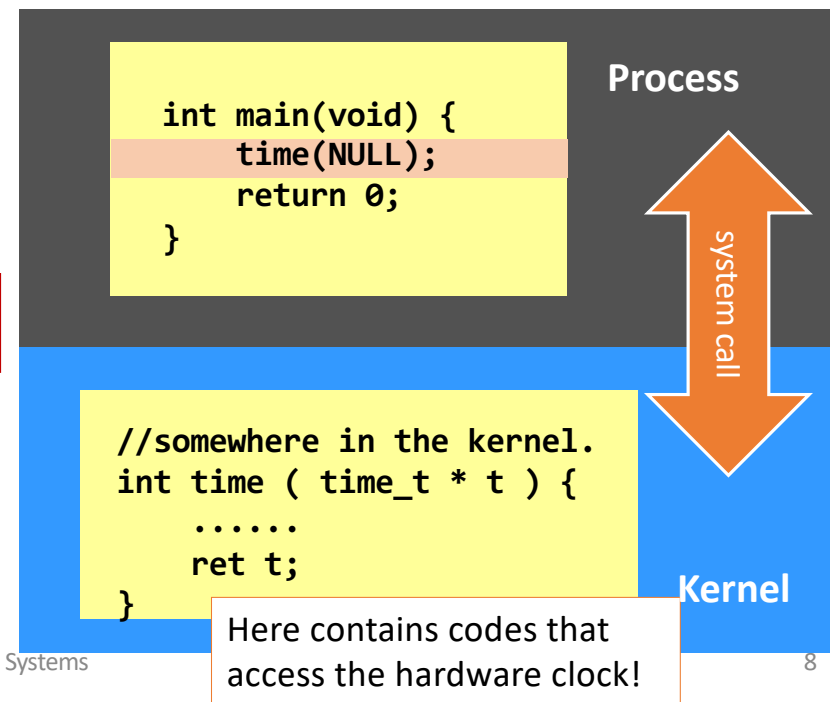 Process
int main(void) {
time(NULL);
return 0;
}
system call
//somewhere in the kernel.
int time ( time_t * t ) {
......
ret t;
}
Kernel
Here contains codes that
access the hardware clock!
Systems
8